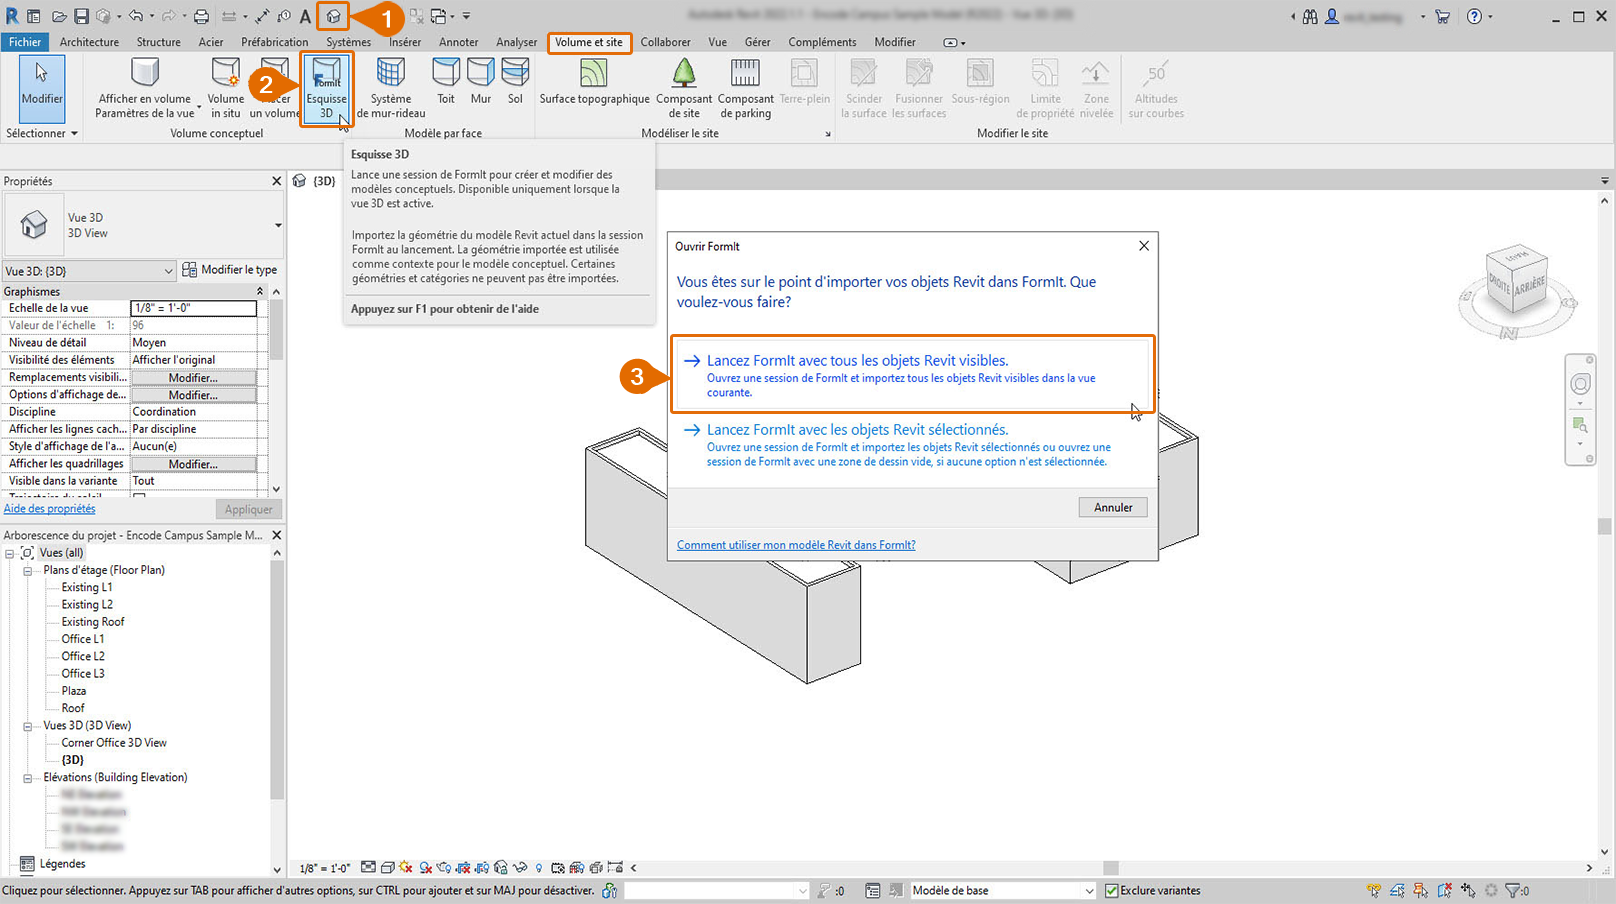 1
Fichier
Architecture
Structure
Acier
Préfabrication
Systèmes
Insérer
Annoter
Analyser
Volume et site
Collaborer
Vue
Gérer
Compléments
Modifier
2
Modifier
Afficher en volume
Paramètres de la vue
Volume
in situ
un volume
FormIt
Esquisse
3D
Système
de mur-rideau
Toit
Mur
Sol
Surface topographique
Composant
de site
Composant
de parking
Terre-plein
Scinder
la surface
Fusionner
les surfaces
Sous-région
Limite
de propriété
Zone
nivelée
50
Altitudes
sur courbes
Sélectionner
Volume conceptuel
Modèle par face
Modéliser le site
Modifier le site
Esquisse 3D
Lance une session de FormIt pour créer et modifier des
modèles conceptuels. Disponible uniquement lorsque la
vue 3D est active.
Importez la géométrie du modèle Revit actuel dans la session
FormIt au lancement. La géométrie importée est utilisée
comme contexte pour le modèle conceptuel. Certaines
géométries et catégories ne peuvent pas être importées.
Appuyez sur F1 pour obtenir de l'aide
Propriétés
{3D}
Vue 3D
3D View
Vue 3D: {3D}
Modifier le type
Graphismes
Echelle de la vue 1/8" = 1'-0"
Valeur de l'échelle 1: 96
Niveau de détail Moyen
Visibilité des éléments Afficher l'original
Remplacements visibili... Modifier...
Options d'affichage de... Modifier...
Discipline Coordination
Afficher les lignes cach... Par discipline
Style d'affichage de l'a... Aucun(e)
Afficher les quadrillages Modifier...
Visible dans la variante Tout
Aide des propriétés
Appliquer
Arborescence du projet - Encode Campus Sample M...
Vues (all)
Plans d'étage (Floor Plan)
Existing L1
Existing L2
Existing Roof
Office L1
Office L2
Office L3
Plaza
Roof
Vues 3D (3D View)
Corner Office 3D View
{3D}
Elévations (Building Elevation)
Légendes
Ouvrir FormIt
Vous êtes sur le point d'importer vos objets Revit dans FormIt. Que
voulez-vous faire?
3
Lancez FormIt avec tous les objets Revit visibles.
Ouvrez une session de FormIt et importez tous les objets Revit visibles dans la vue
courante.
Lancez FormIt avec les objets Revit sélectionnés.
Ouvrez une session de FormIt et importez les objets Revit sélectionnés ou ouvrez une
session de FormIt avec une zone de dessin vide, si aucune option n'est sélectionnée.
Annuler
Comment utiliser mon modèle Revit dans FormIt?
HAUT
DROITE
ARRIÈRE
N
1/8" = 1'-0"
Cliquez pour sélectionner. Appuyez sur TAB pour afficher d'autres options, sur CTRL pour ajouter et sur MAJ pour désactiver.
:0
Modèle de base
Exclure variantes
:0